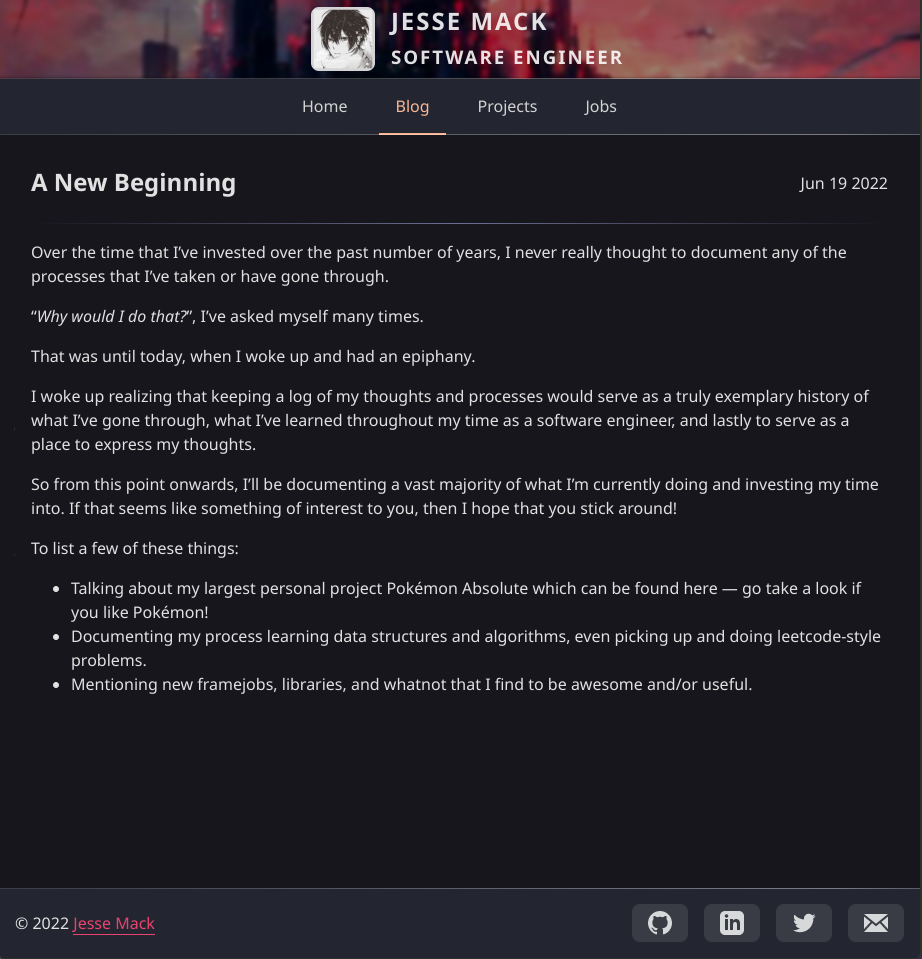 JESSE MACK
SOFTWARE ENGINEER
Home Blog Projects Jobs
A New Beginning Jun 19 2022
Over the time that I’ve invested over the past number of years, I never really thought to document any of the
processes that I’ve taken or have gone through.
“Why would I do that?”, I’ve asked myself many times.
That was until today, when I woke up and had an epiphany.
I woke up realizing that keeping a log of my thoughts and processes would serve as a truly exemplary history of
what I’ve gone through, what I’ve learned throughout my time as a software engineer, and lastly to serve as a
place to express my thoughts.
So from this point onwards, I’ll be documenting a vast majority of what I’m currently doing and investing my time
into. If that seems like something of interest to you, then I hope that you stick around!
To list a few of these things:
• Talking about my largest personal project Pokémon Absolute which can be found here — go take a look if
you like Pokémon!
• Documenting my process learning data structures and algorithms, even picking up and doing leetcode-style
problems.
• Mentioning new framejobs, libraries, and whatnot that I find to be awesome and/or useful.
© 2022 Jesse Mack
in